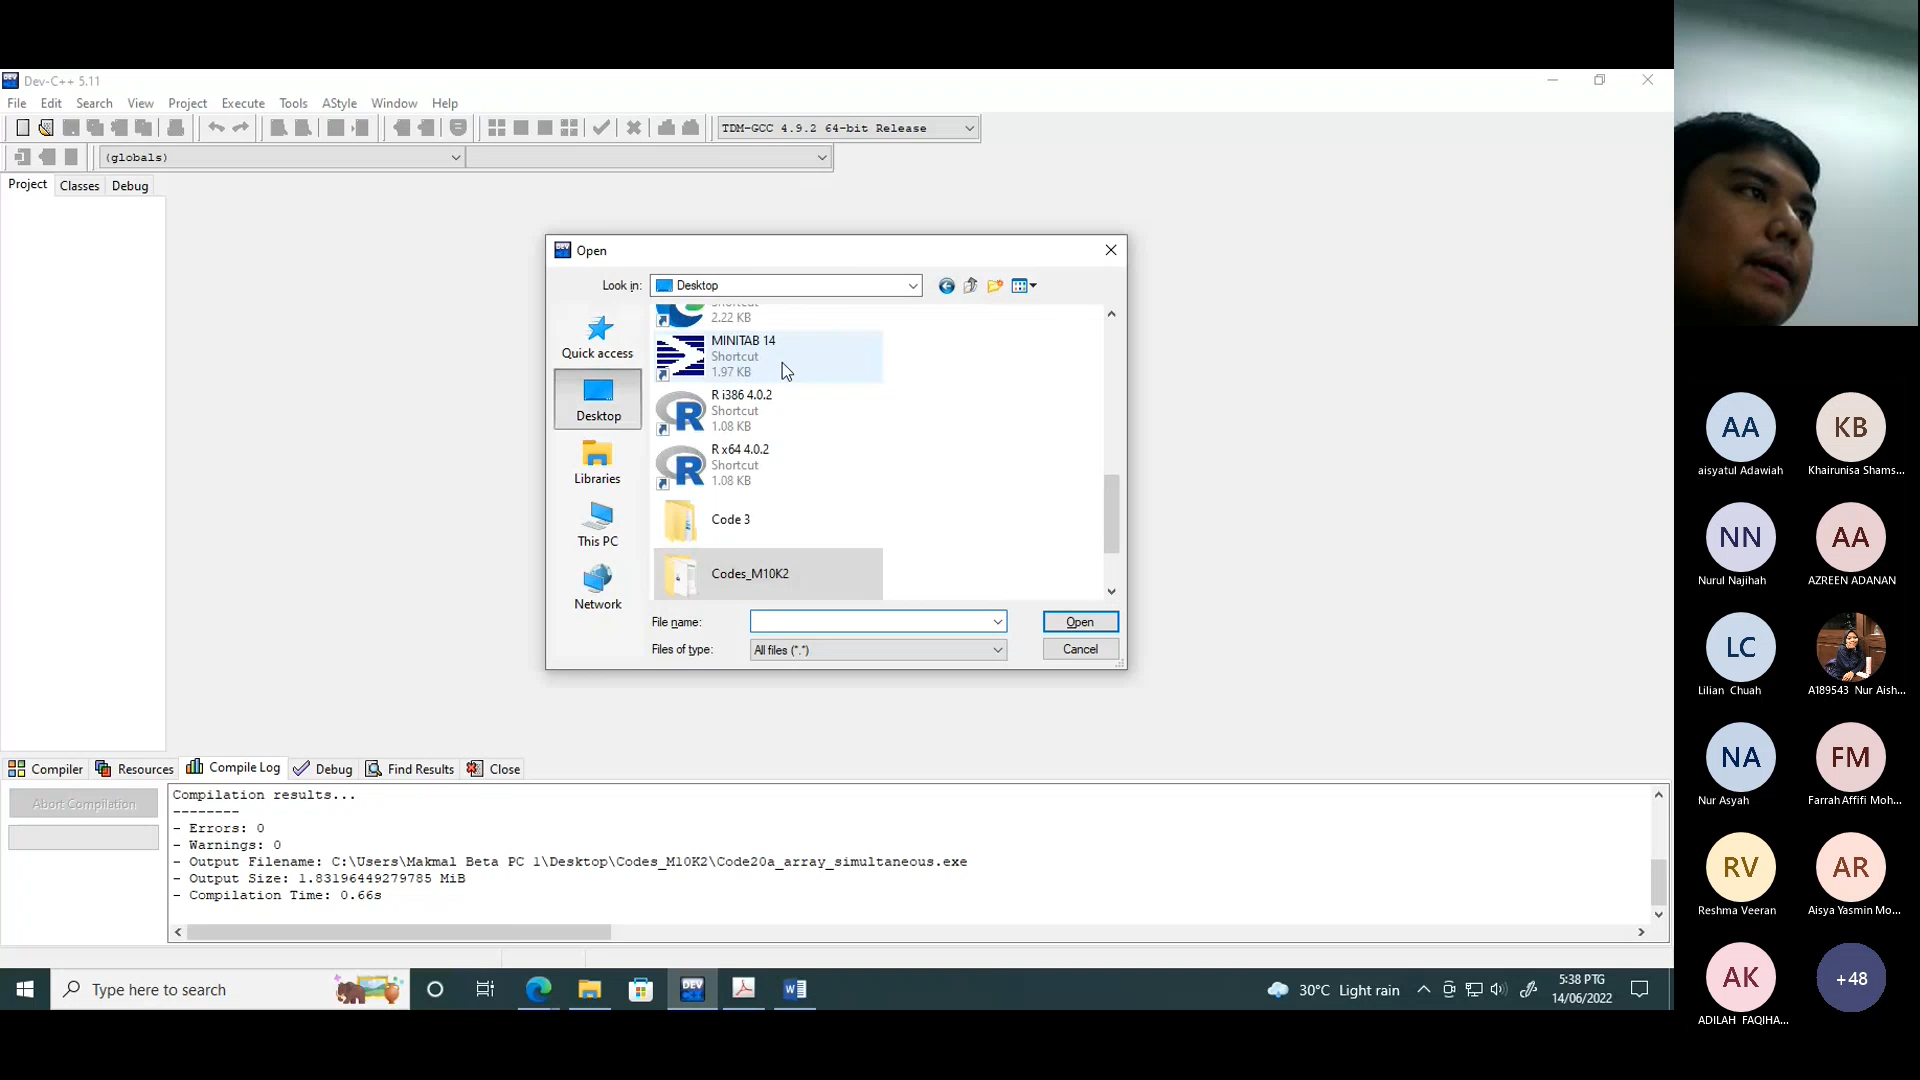 Dev-C++ 5.11
File Edit Search View Project Execute Tools AStyle Window Help
TDM-GCC 4.9.2 64-bit Release
(globals)
Project Classes Debug
Open
Look in: Desktop
2.22 KB
MINITAB 14
Shortcut
1.97 KB
R i386 4.0.2
Shortcut
1.08 KB
R x64 4.0.2
Shortcut
1.08 KB
Code 3
Codes_M10K2
Quick access
Desktop
Libraries
This PC
Network
File name:
Open
Files of type: All files (*.*)
Cancel
Compiler Resources Compile Log Debug Find Results Close
Abort Compilation
Compilation results...
--------
- Errors: 0
- Warnings: 0
- Output Filename: C:\Users\Makmal Beta PC 1\Desktop\Codes_M10K2\Code20a_array_simultaneous.exe
- Output Size: 1.83196449279785 MiB
- Compilation Time: 0.66s
Type here to search
DEV
W
30°C Light rain
5:38 PTG
14/06/2022
AA
KB
aisyatul Adawiah
Khairunisa Shams...
NN
AA
Nurul Najihah
AZREEN ADANAN
LC
Lilian Chuah
A189543 Nur Aish...
NA
FM
Nur Asyah
Farrah Affifi Moh...
RV
AR
Reshma Veeran
Aisya Yasmin Mo...
AK
+48
ADILAH FAQIHA...